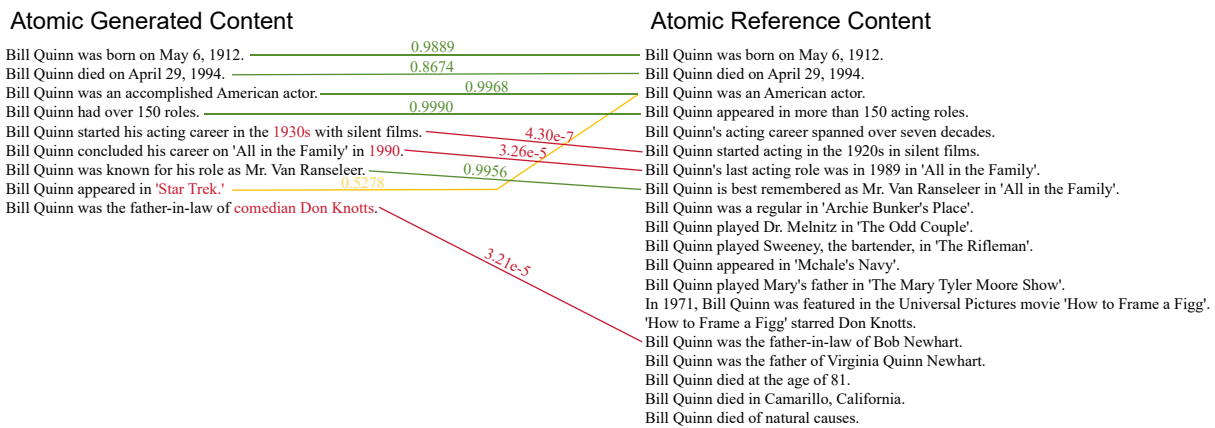 Atomic Generated Content
Bill Quinn was born on May 6, 1912.
Bill Quinn died on April 29, 1994.
Bill Quinn was an accomplished American actor.
Bill Quinn had over 150 roles.
Bill Quinn started his acting career in the 1930s with silent films.
Bill Quinn concluded his career on 'All in the Family' in 1990.
Bill Quinn was known for his role as Mr. Van Ranseleer.
Bill Quinn appeared in 'Star Trek.'
Bill Quinn was the father-in-law of comedian Don Knotts.
0.9889
0.8674
0.9968
0.9990
4.30e-7
3.26e-5
0.9956
0.5278
3.21e-5
Atomic Reference Content
Bill Quinn was born on May 6, 1912.
Bill Quinn died on April 29, 1994.
Bill Quinn was an American actor.
Bill Quinn appeared in more than 150 acting roles.
Bill Quinn's acting career spanned over seven decades.
Bill Quinn started acting in the 1920s in silent films.
Bill Quinn's last acting role was in 1989 in 'All in the Family'.
Bill Quinn is best remembered as Mr. Van Ranseleer in 'All in the Family'.
Bill Quinn was a regular in 'Archie Bunker's Place'.
Bill Quinn played Dr. Melnitz in 'The Odd Couple'.
Bill Quinn played Sweeney, the bartender, in 'The Rifleman'.
Bill Quinn appeared in 'Mchale's Navy'.
Bill Quinn played Mary's father in 'The Mary Tyler Moore Show'.
In 1971, Bill Quinn was featured in the Universal Pictures movie 'How to Frame a Figg'.
'How to Frame a Figg' starred Don Knotts.
Bill Quinn was the father-in-law of Bob Newhart.
Bill Quinn was the father of Virginia Quinn Newhart.
Bill Quinn died at the age of 81.
Bill Quinn died in Camarillo, California.
Bill Quinn died of natural causes.